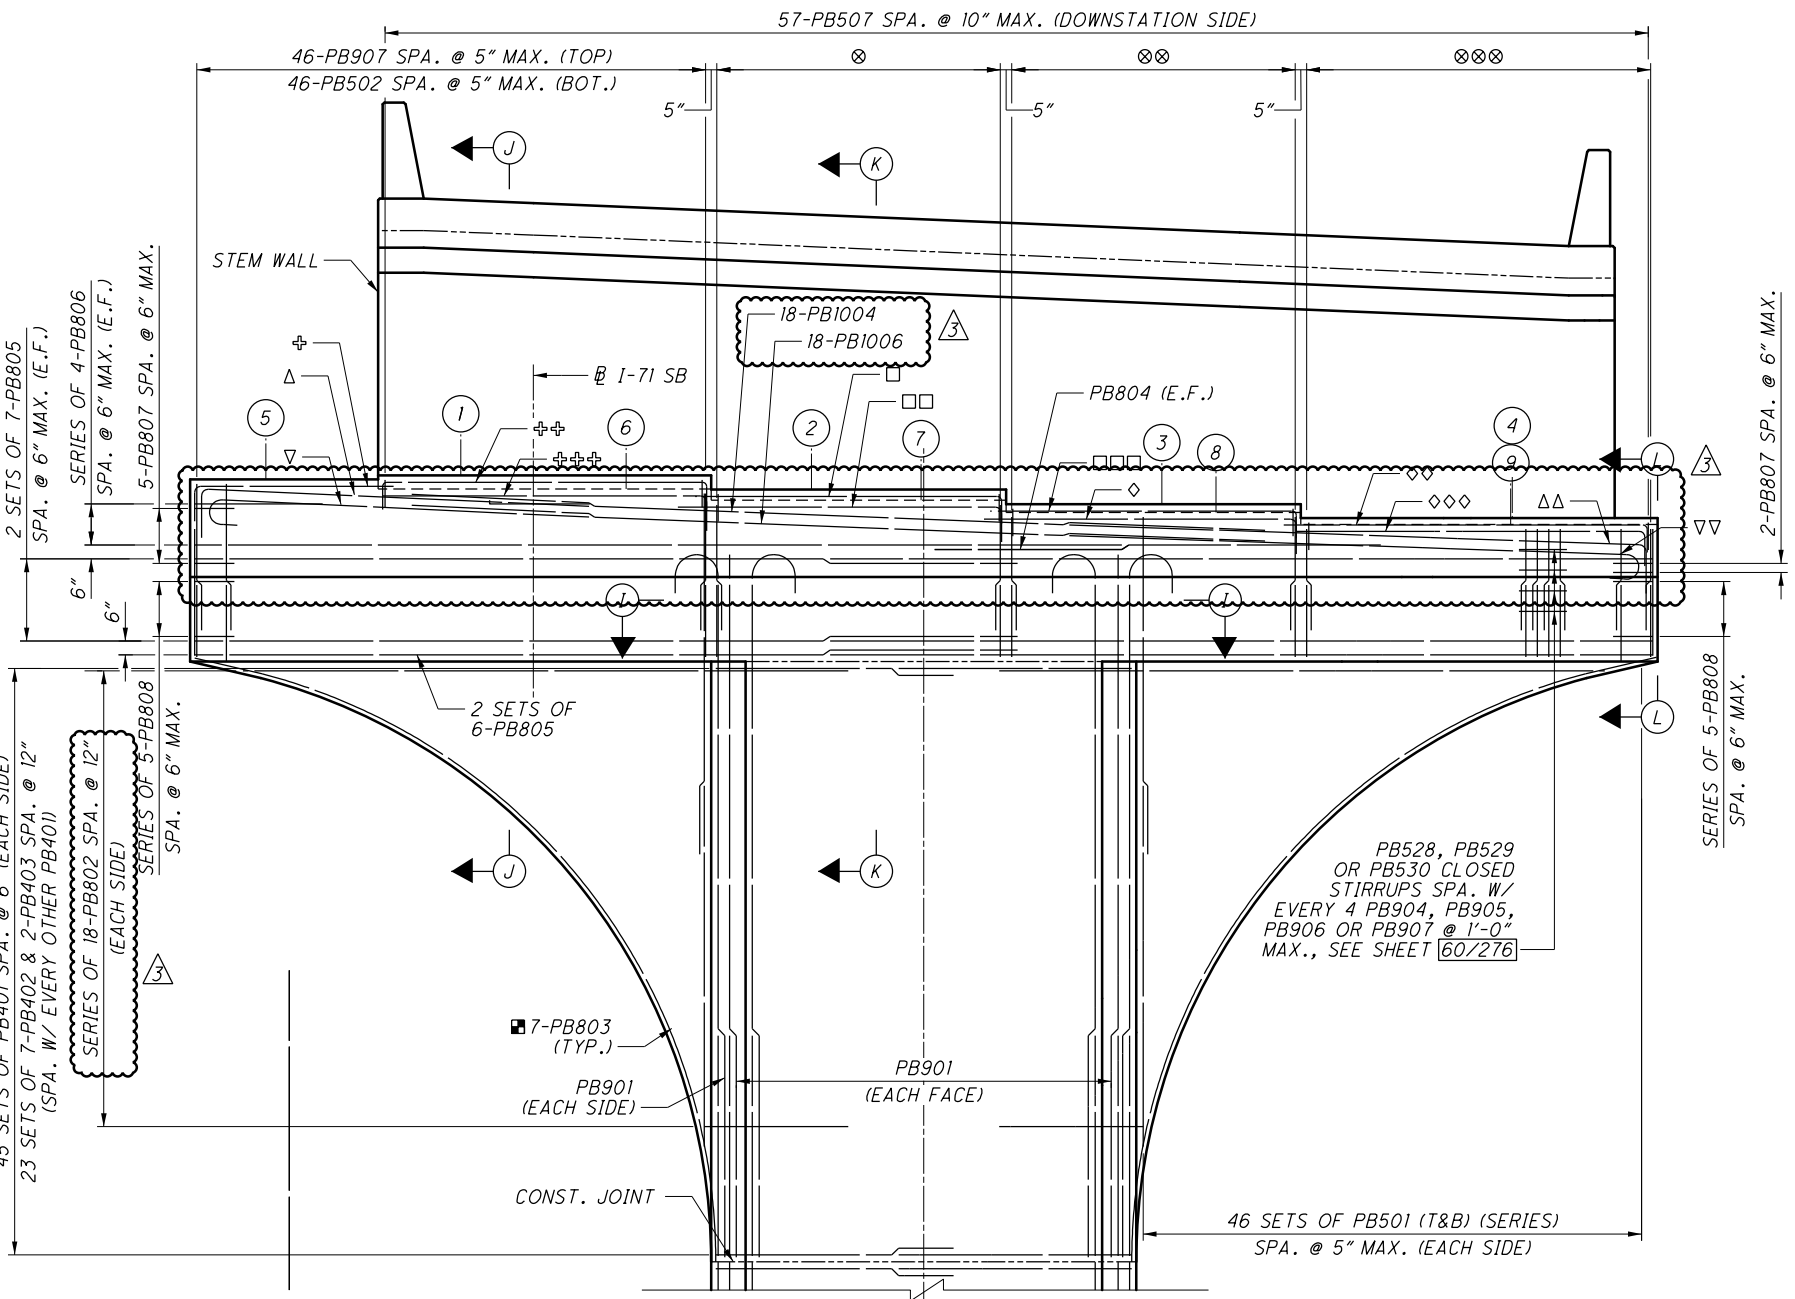 57-PB507 SPA. @ 10" MAX. (DOWNSTATION SIDE)
46-PB907 SPA. @ 5" MAX. (TOP)
46-PB502 SPA. @ 5" MAX. (BOT.)
⊗
⊗⊗
⊗⊗⊗
5"
5"
5"
J
K
STEM WALL
18-PB1004
18-PB1006
3
℄ I-71 SB
PB804 (E.F.)
5
1
6
2
7
3
8
4
9
L
3
2 SETS OF 7-PB805
SPA. @ 6" MAX. (E.F.)
SERIES OF 4-PB806
SPA. @ 6" MAX. (E.F.)
5-PB807 SPA. @ 6" MAX.
2-PB807 SPA. @ 6" MAX.
6"
6"
I
I
2 SETS OF
6-PB805
L
SERIES OF 5-PB808
SPA. @ 6" MAX.
SERIES OF 5-PB808
SPA. @ 6" MAX.
45 SETS OF PB401 SPA. @ 6" (EACH SIDE)
23 SETS OF 7-PB402 & 2-PB403 SPA. @ 12"
(SPA. W/ EVERY OTHER PB401)
SERIES OF 18-PB802 SPA. @ 12"
(EACH SIDE)
3
J
K
PB528, PB529
OR PB530 CLOSED
STIRRUPS SPA. W/
EVERY 4 PB904, PB905,
PB906 OR PB907 @ 1'-0"
MAX., SEE SHEET 60/276
7-PB803
(TYP.)
PB901
(EACH SIDE)
PB901
(EACH FACE)
CONST. JOINT
46 SETS OF PB501 (T&B) (SERIES)
SPA. @ 5" MAX. (EACH SIDE)